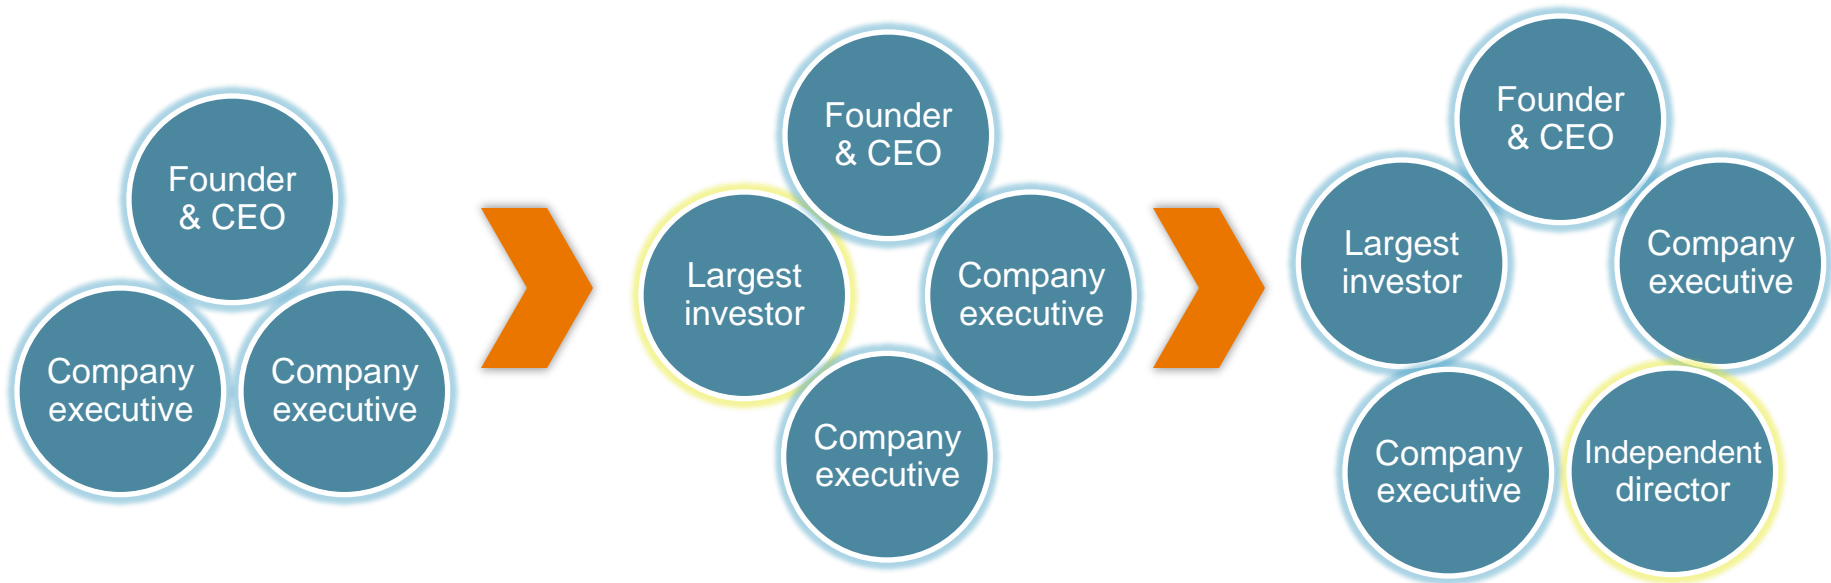 Founder
& CEO
Company
executive
Company
executive
Founder
& CEO
Largest
investor
Company
executive
Company
executive
Founder
& CEO
Largest
investor
Company
executive
Company
executive
Independent
director